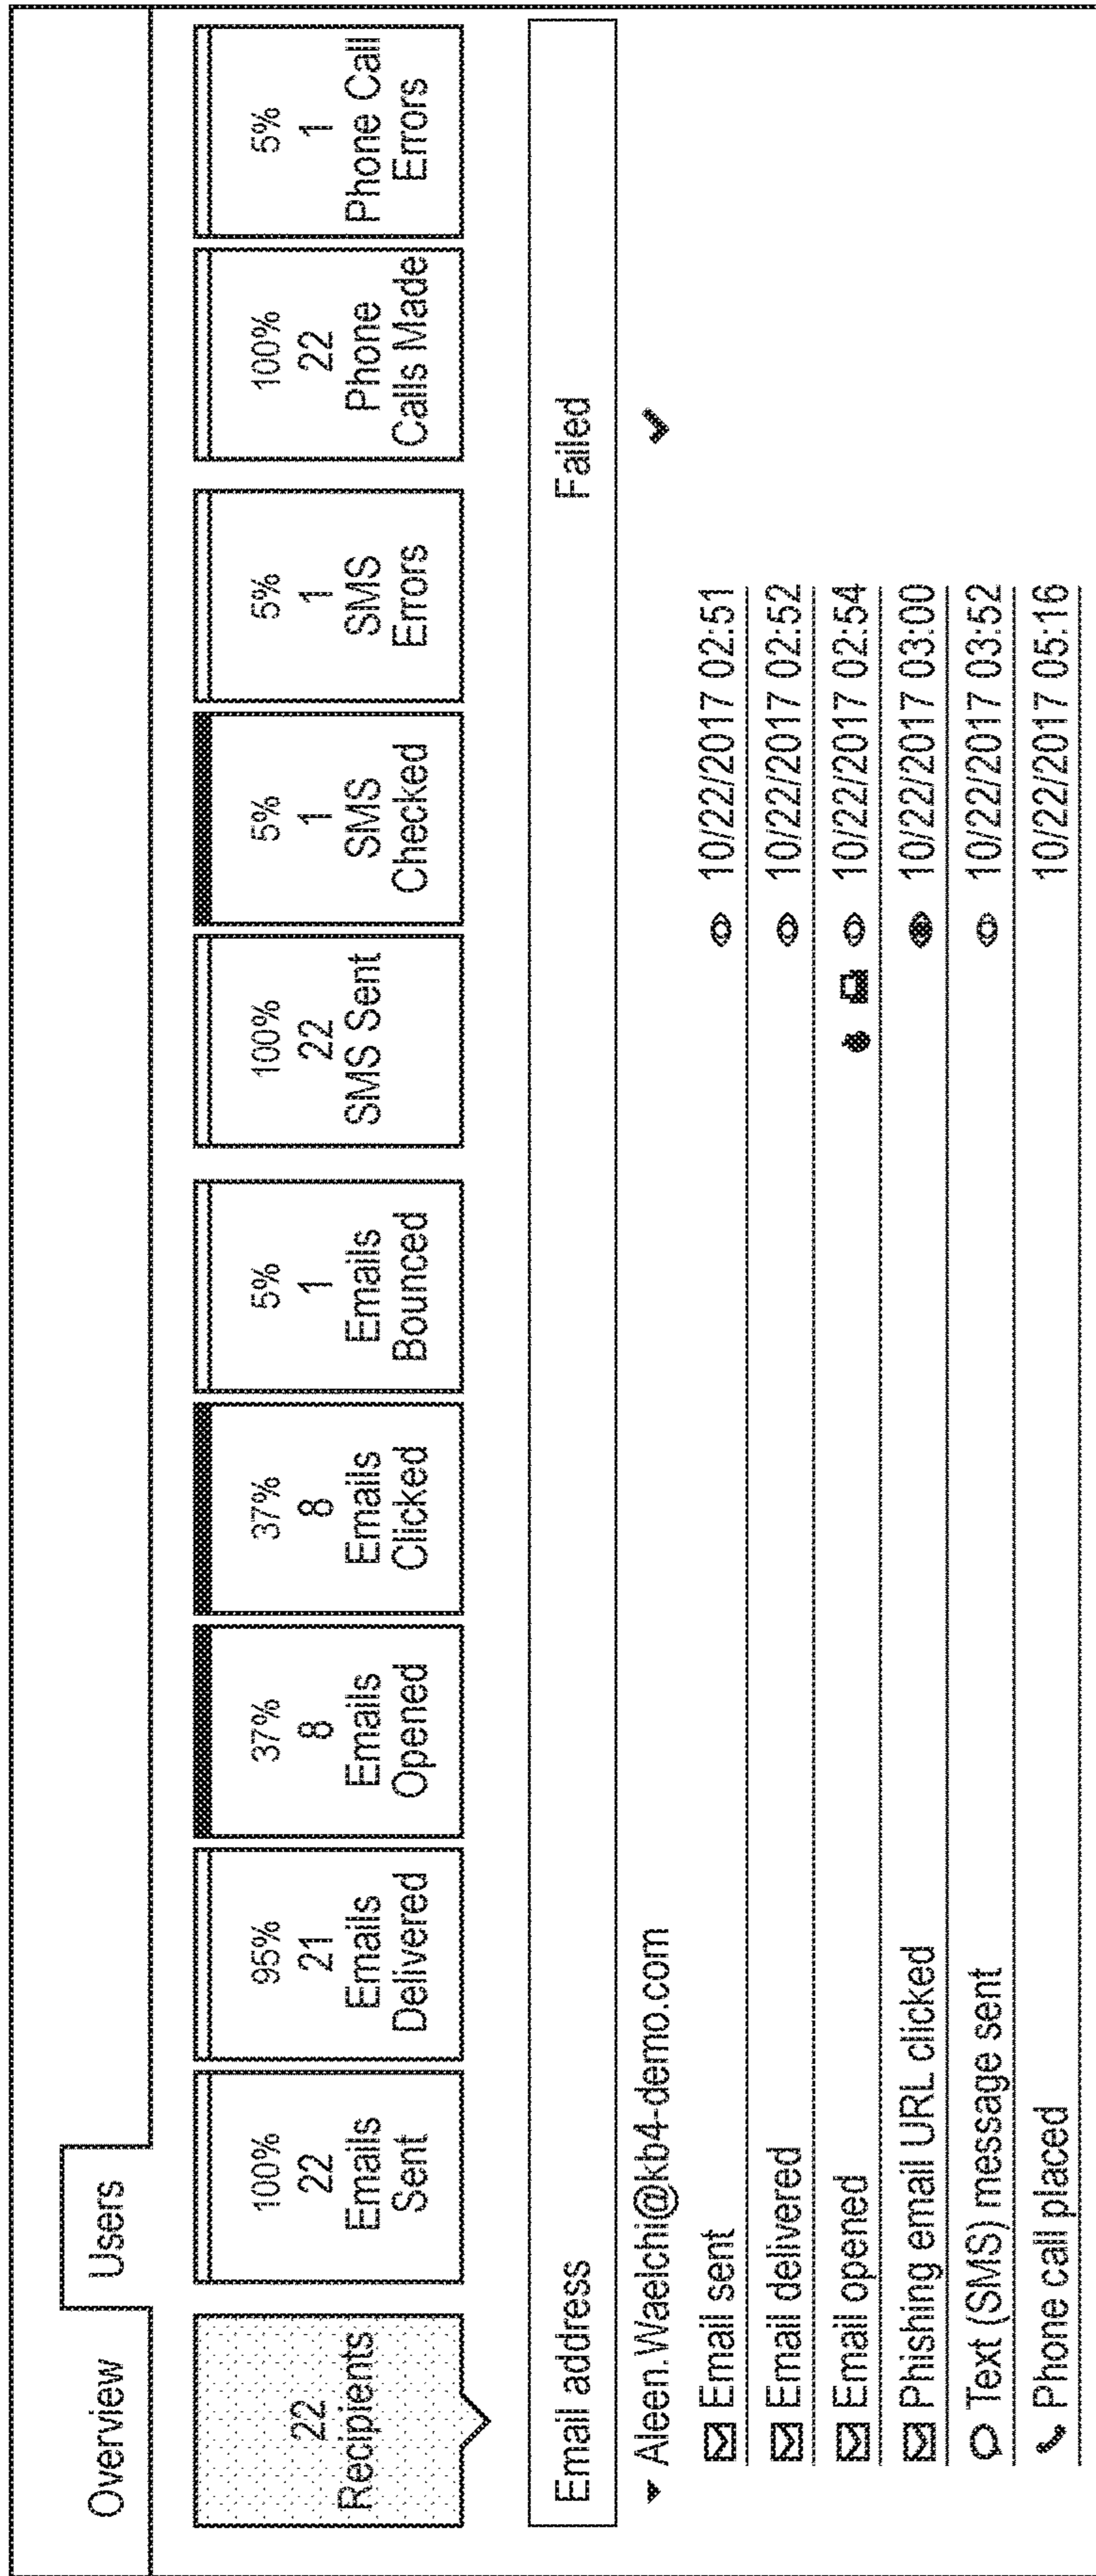 Overview
Users
22
Recipients
100%
22
Emails
Sent
95%
21
Emails
Delivered
37%
8
Emails
Opened
37%
8
Emails
Clicked
5%
1
Emails
Bounced
100%
22
SMS Sent
5%
1
SMS
Checked
5%
1
SMS
Errors
100%
22
Phone
Calls Made
5%
1
Phone Call
Errors
Email address Failed
Aleen.Waelchi@kb4-demo.com
Email sent 10/22/2017 02:51
Email delivered 10/22/2017 02:52
Email opened 10/22/2017 02:54
Phishing email URL clicked 10/22/2017 03:00
Text (SMS) message sent 10/22/2017 03:52
Phone call placed 10/22/2017 05:16